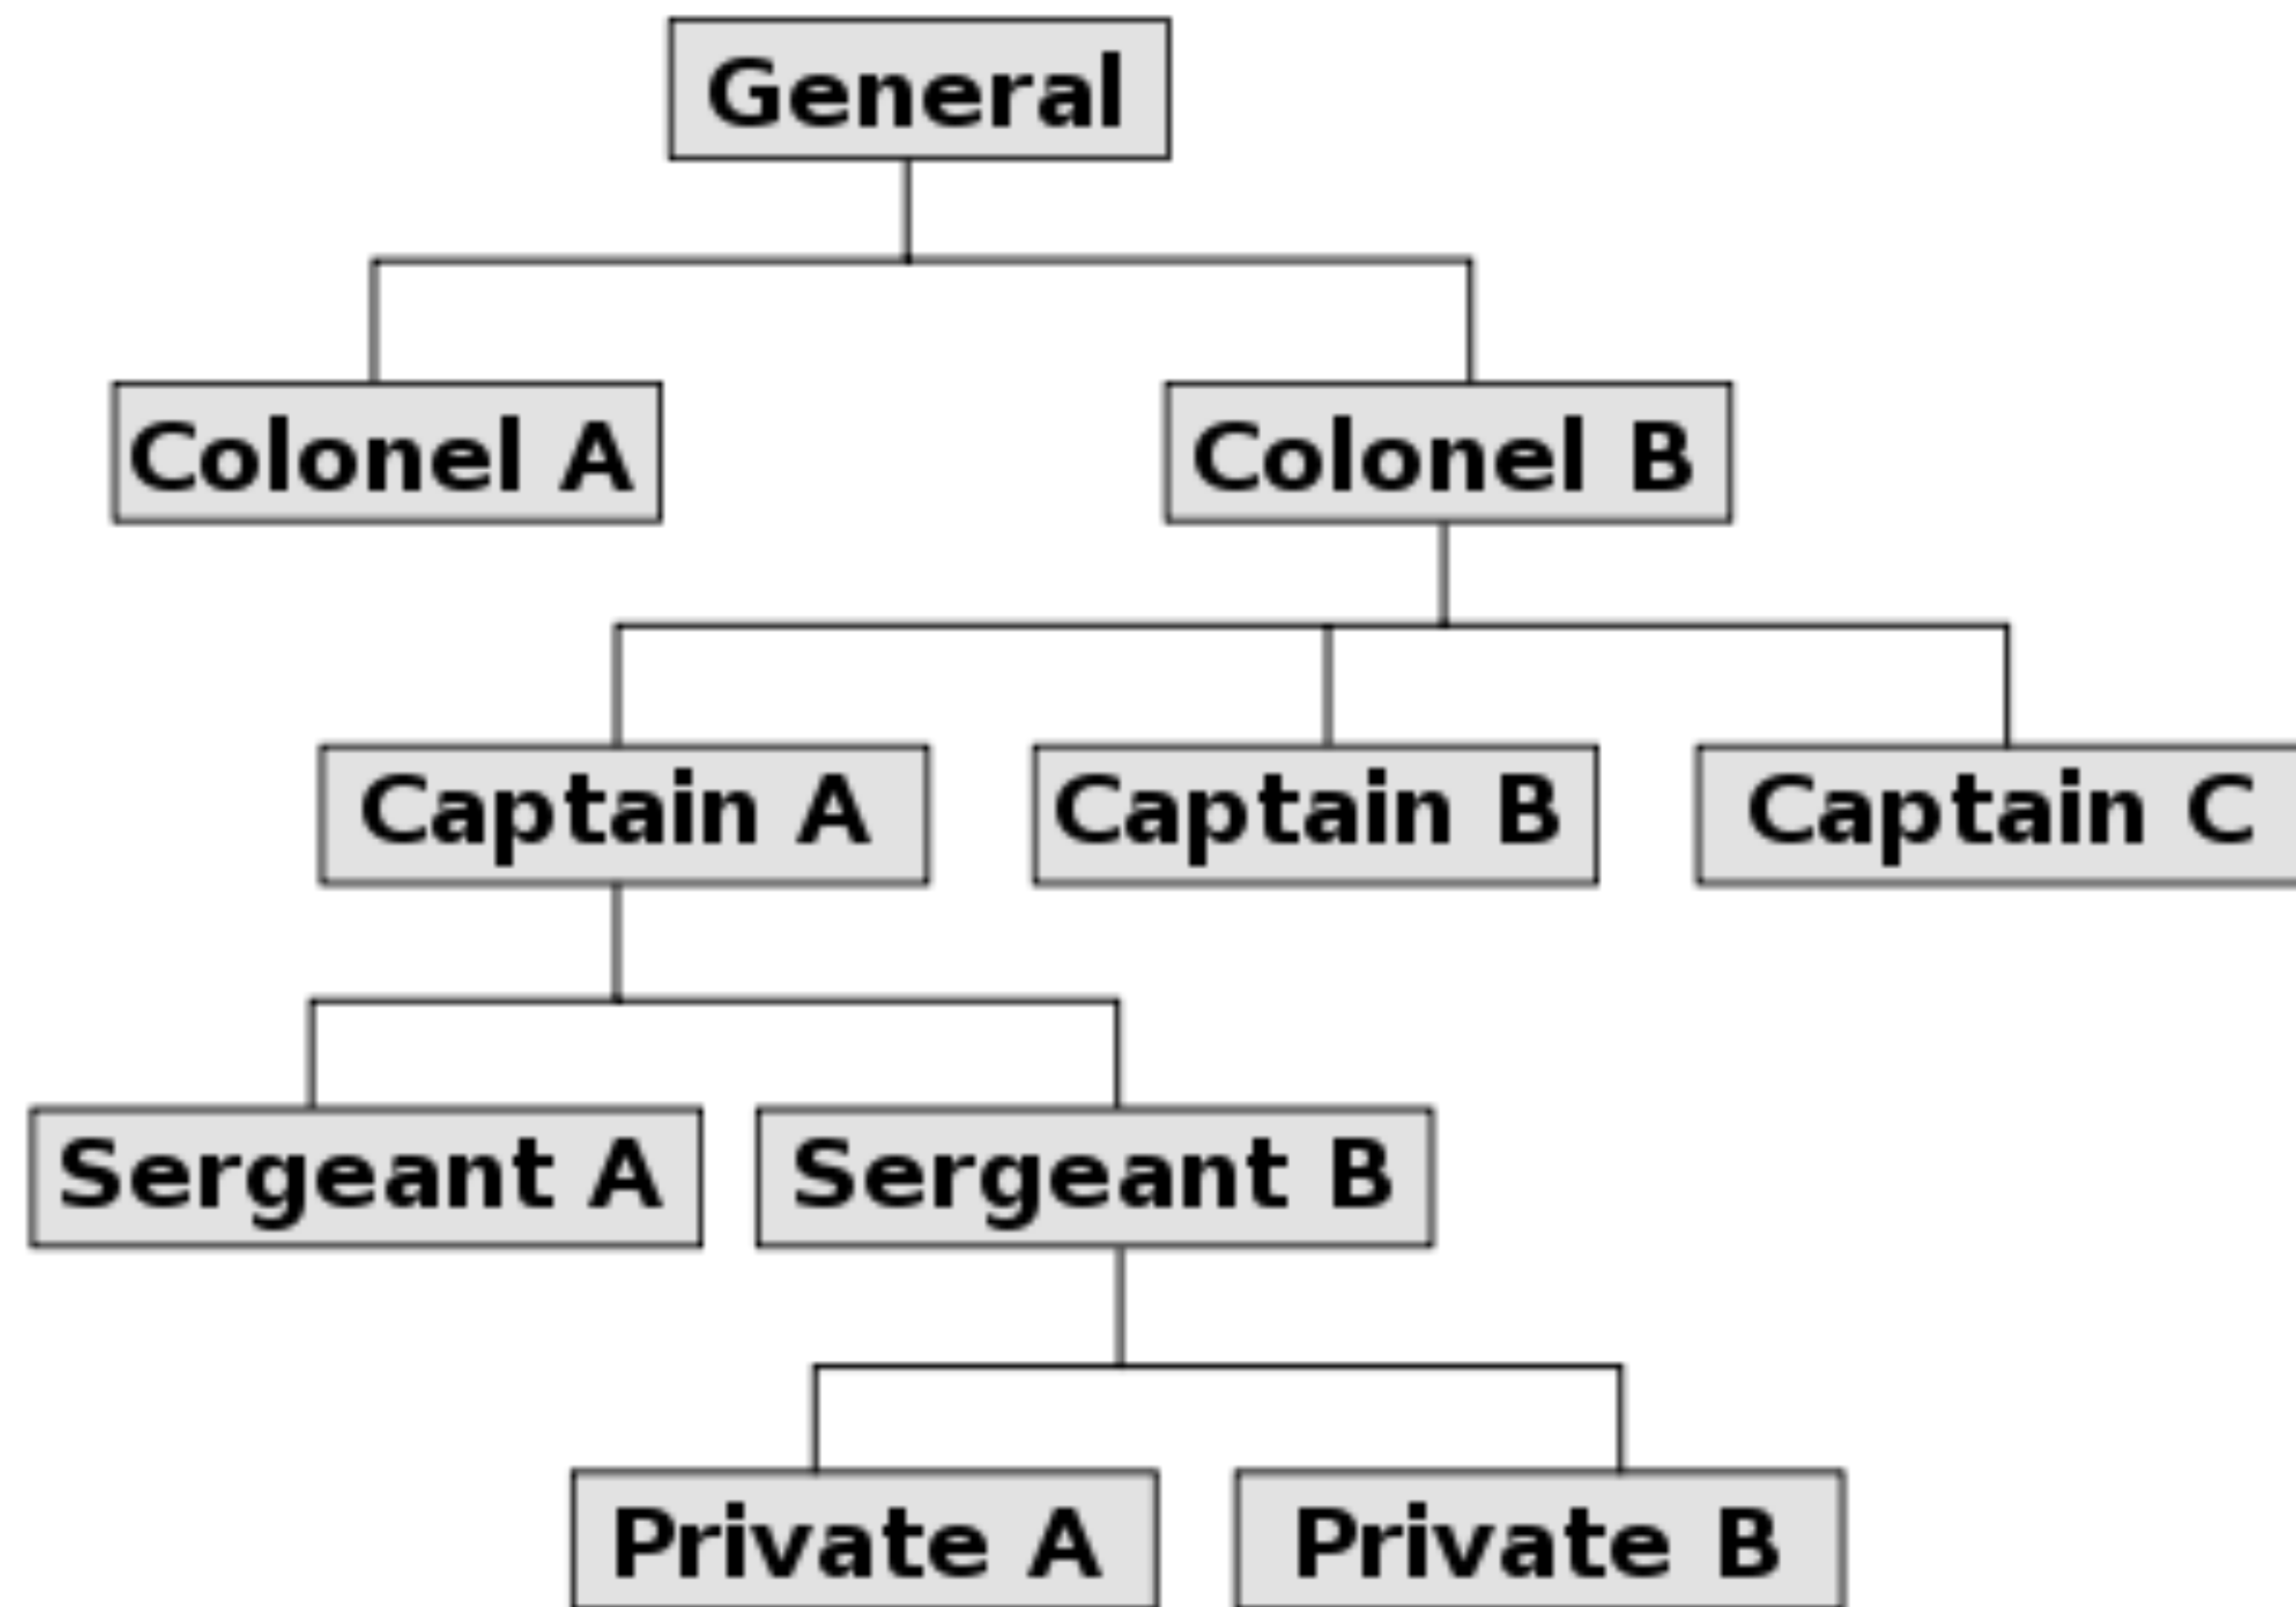 General
Colonel A
Colonel B
Captain A
Captain B
Captain C
Sergeant A
Sergeant B
Private A
Private B